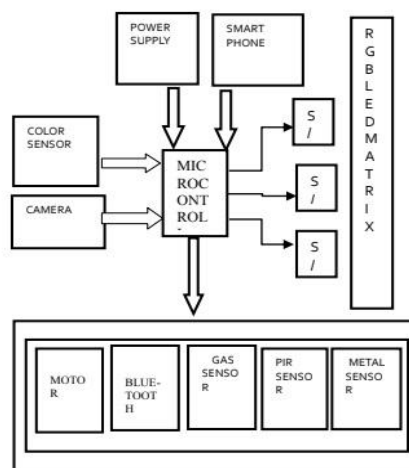 POWER
SUPPLY
SMART
PHONE
R
G
B
L
E
D
M
A
T
R
I
X
COLOR
SENSOR
CAMERA
MIC
ROC
ONT
ROL
S
/
S
/
S
/
MOTO
R
BLUE-
TOOT
H
GAS
SENSO
R
PIR
SENSO
R
METAL
SENSO
R